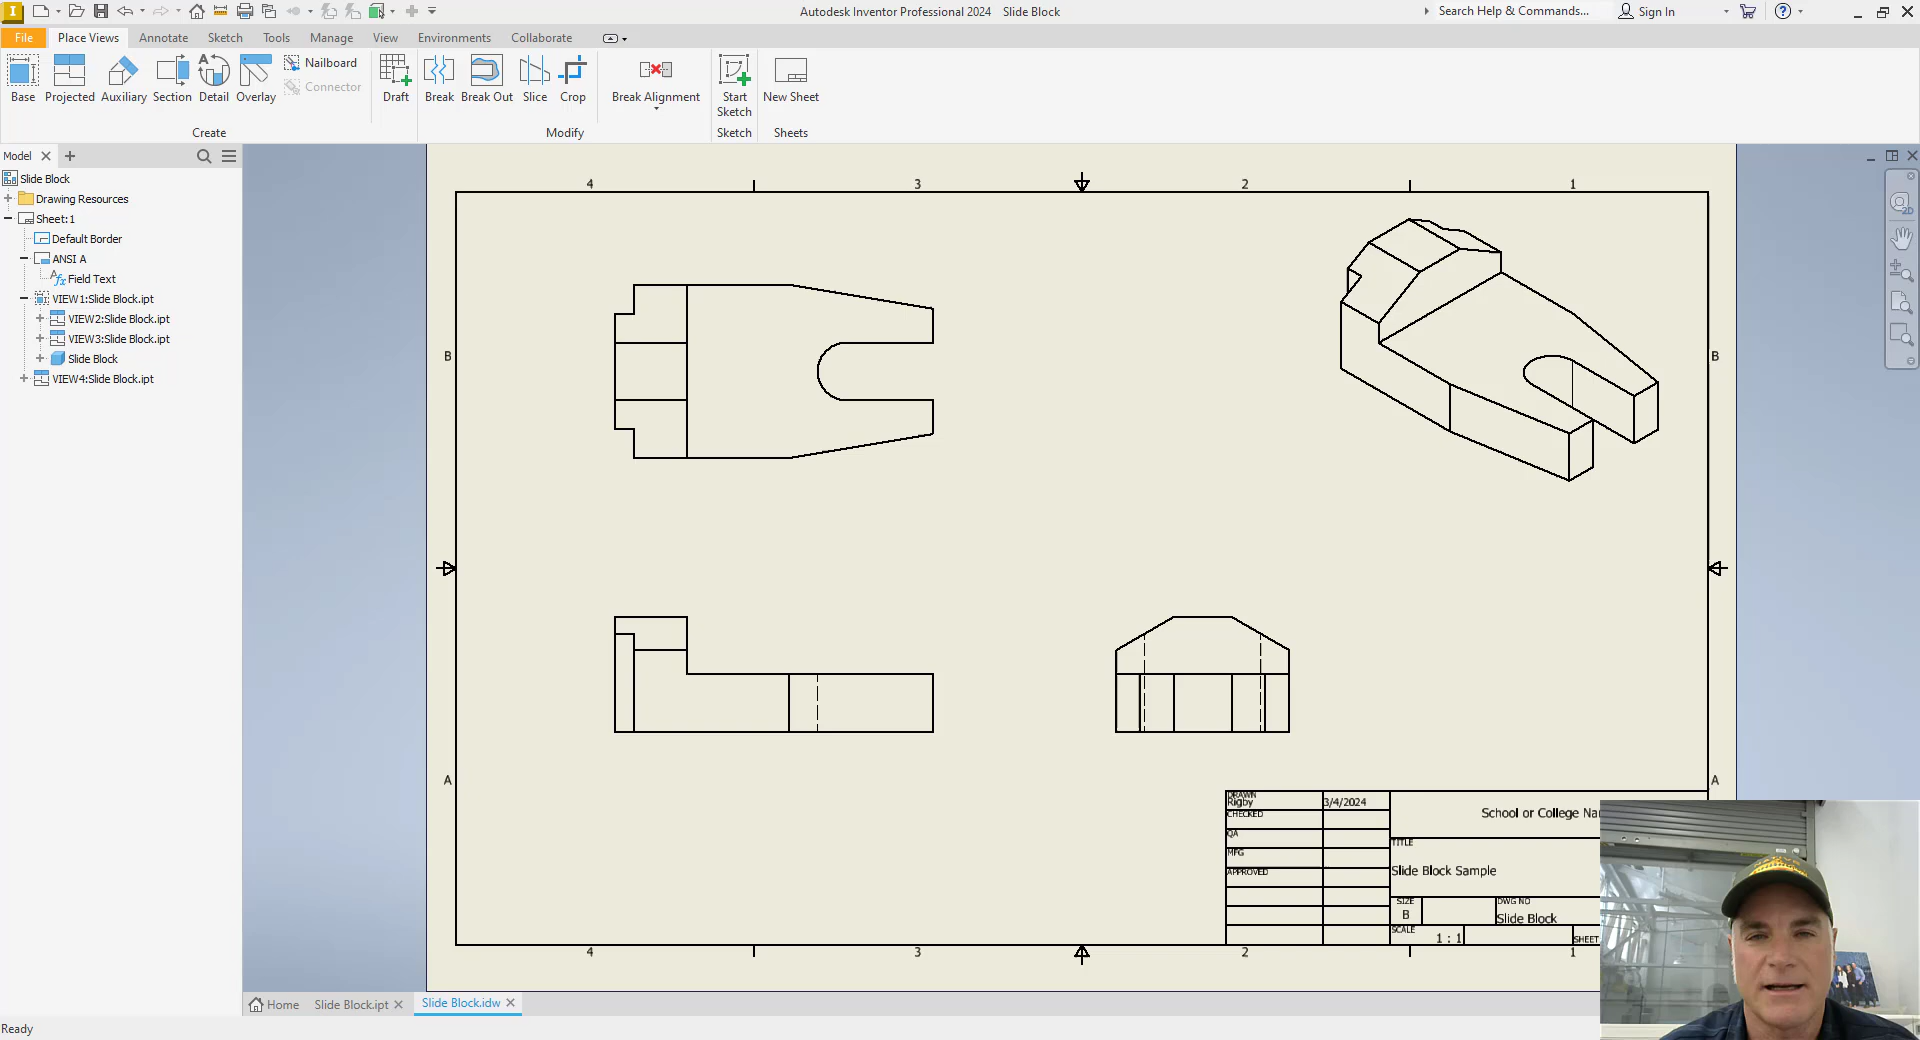 Autodesk Inventor Professional 2024 Slide Block
Search Help & Commands...
Sign In
File
Place Views
Annotate
Sketch
Tools
Manage
View
Environments
Collaborate
Base
Projected
Auxiliary
Section
Detail
Overlay
Nailboard
Connector
Draft
Break
Break Out
Slice
Crop
Break Alignment
Start
Sketch
New Sheet
Create
Modify
Sketch
Sheets
Model
Slide Block
Drawing Resources
Sheet:1
Default Border
ANSI A
Field Text
VIEW1:Slide Block.ipt
VIEW2:Slide Block.ipt
VIEW3:Slide Block.ipt
Slide Block
VIEW4:Slide Block.ipt
4
3
2
1
2D
B
B
A
A
DRAWN
Rigby
3/4/2024
CHECKED
QA
MFG
APPROVED
School or College Na
TITLE
Slide Block Sample
SIZE
B
DWG NO
Slide Block
SCALE
1 : 1
SHEET
4
3
2
1
Home
Slide Block.ipt
Slide Block.idw
Ready